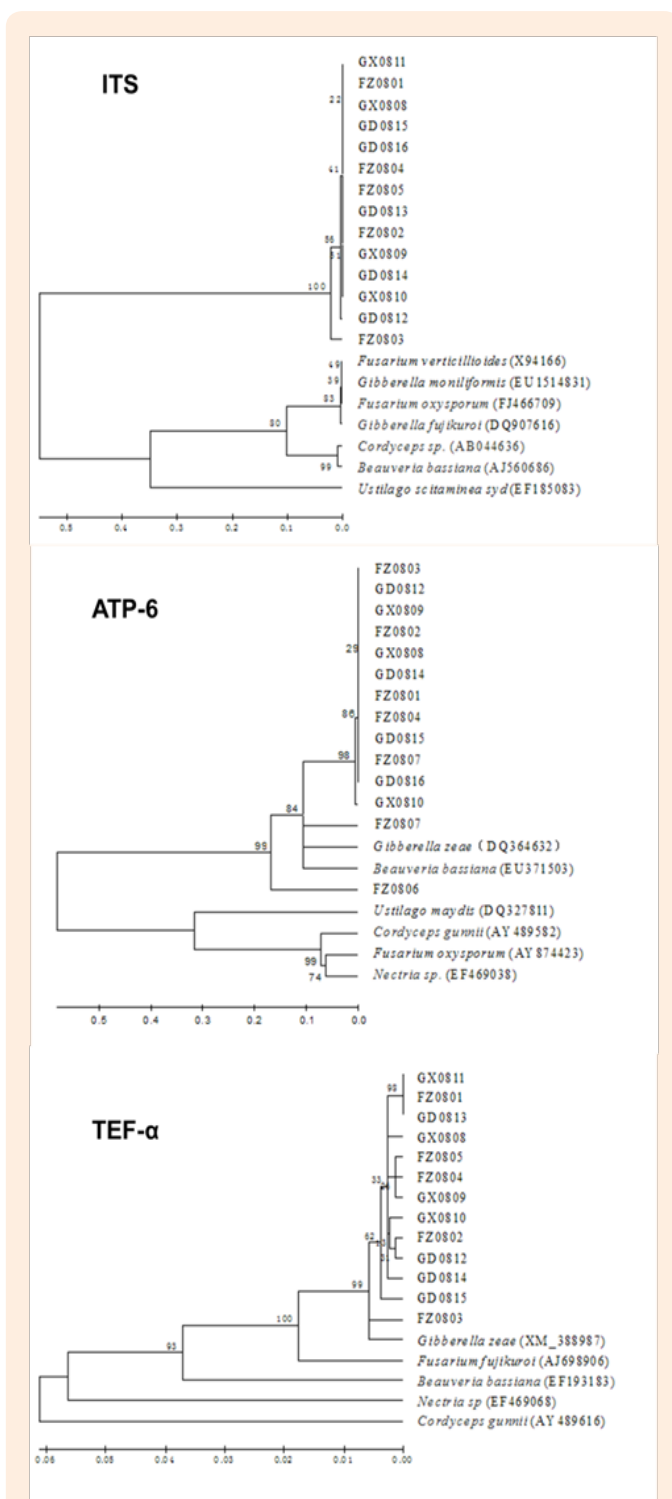 ITS
GX0811
FZ0801
22
GX0808
GD0815
GD0816
41
FZ0804
FZ0805
GD0813
FZ0802
86
GX0809
GD0814
100
GX0810
GD0812
FZ0803
49
Fusarium verticillioides (X94166)
39
Gibberella moniliformis (EU1514831)
83
Fusarium oxysporum (FJ466709)
Gibberella fujikuroi (DQ907616)
80
Cordyceps sp. (AB044636)
99
Beauveria bassiana (AJ560686)
Ustilago scitaminea syd (EF185083)
0.5 0.4 0.3 0.2 0.1 0.0
ATP-6
FZ0803
GD0812
GX0809
FZ0802
29
GX0808
GD0814
FZ0801
86
FZ0804
GD0815
98
FZ0807
GD0816
GX0810
84
FZ0807
Gibberella zeae (DQ364632)
99
Beauveria bassiana (EU371503)
FZ0806
Ustilago maydis (DQ327811)
Cordyceps gunnii (AY489582)
99
Fusarium oxysporum (AY874423)
74
Nectria sp. (EF469038)
0.5 0.4 0.3 0.2 0.1 0.0
TEF-α
GX0811
98
FZ0801
GD0813
GX0808
FZ0805
33
FZ0804
GX0809
GX0810
62
FZ0802
GD0812
GD0814
99
GD0815
100
FZ0803
Gibberella zeae (XM_388987)
93
Fusarium fujikuroi (AJ698906)
Beauveria bassiana (EF193183)
Nectria sp (EF469068)
Cordyceps gunnii (AY489616)
0.06 0.05 0.04 0.03 0.02 0.01 0.00